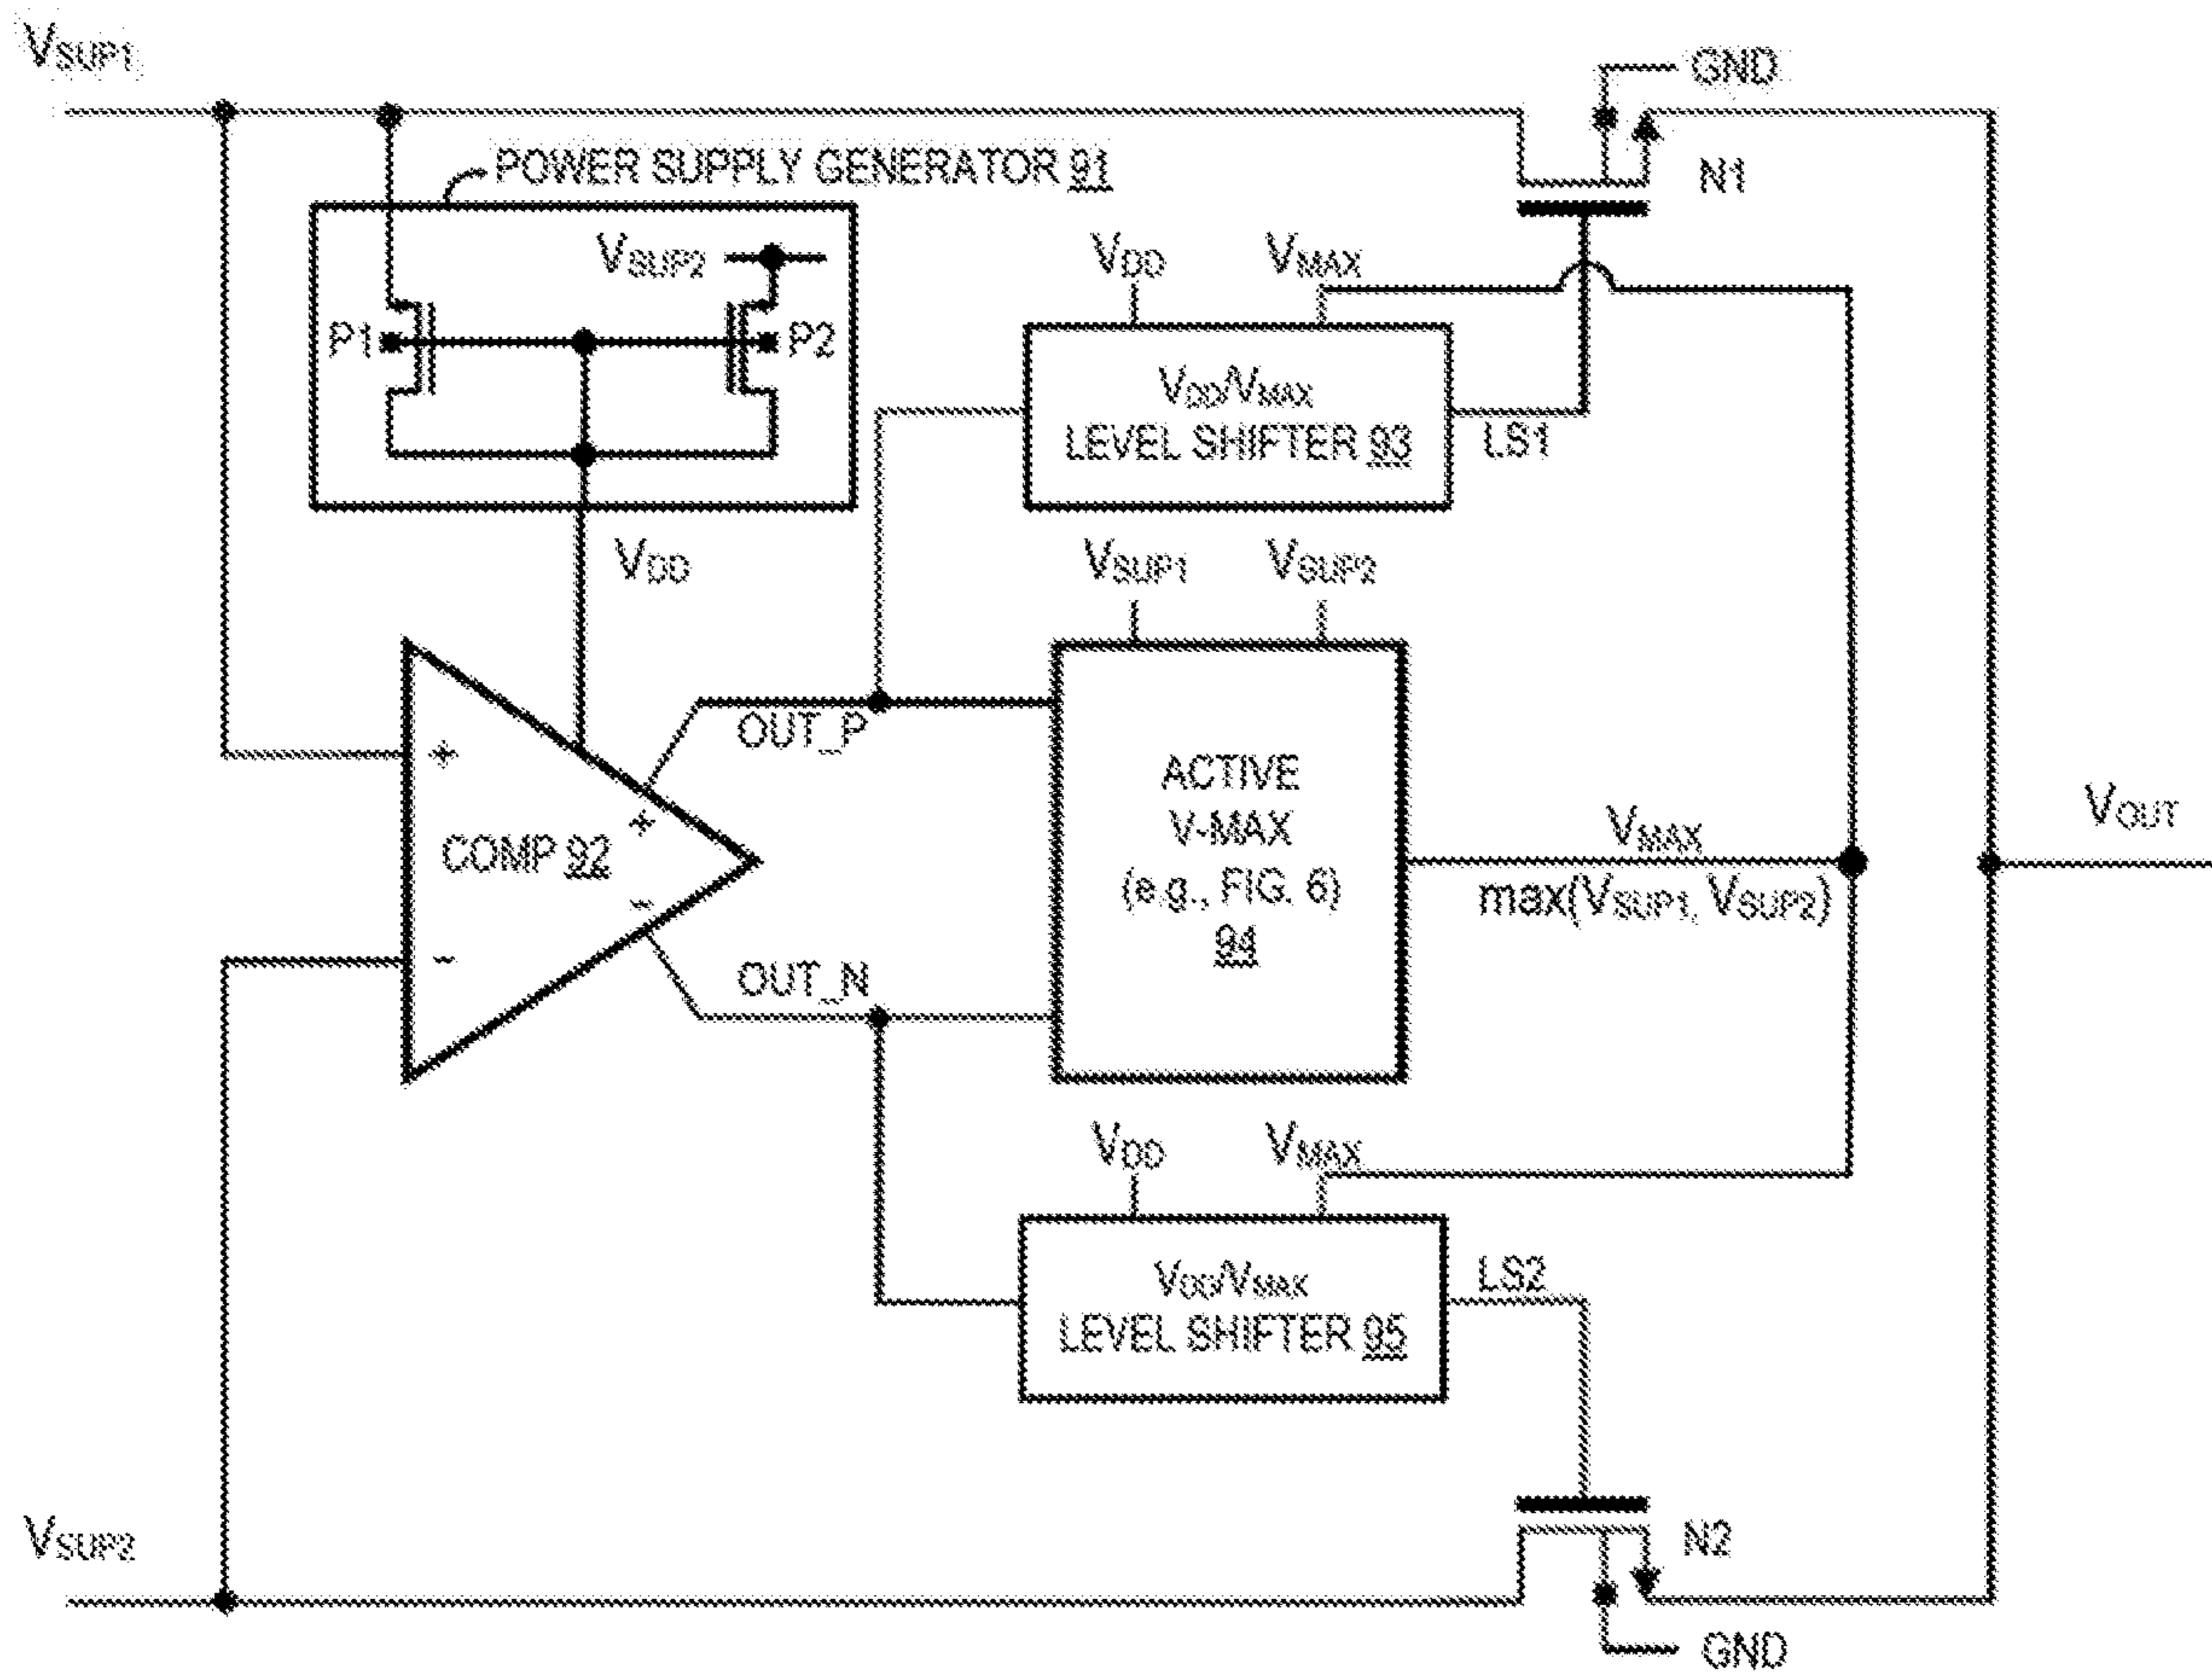 VSUP1
GND
POWER SUPPLY GENERATOR 91
N1
VSUP2
VDD
VMAX
P1
P2
VDD/VMAX
LEVEL SHIFTER 93
LS1
VDD
VSUP1
VSUP2
OUT_P
+
+
COMP 92
-
-
ACTIVE
V-MAX
(e.g., FIG. 6)
94
VMAX
max(VSUP1, VSUP2)
VOUT
OUT_N
VDD
VMAX
VDD/VMAX
LEVEL SHIFTER 95
LS2
VSUP2
N2
GND